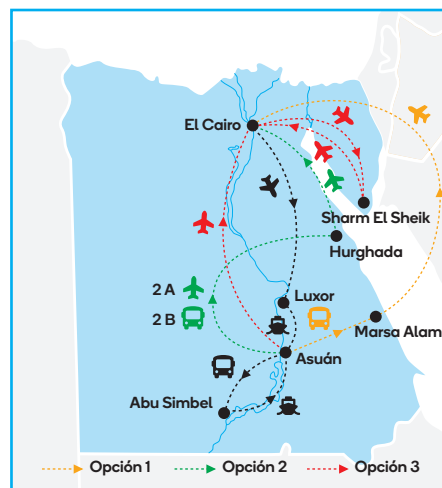 El Cairo
Sharm El Sheik
Hurghada
2 A
Luxor
2 B
Marsa Alam
Asuán
Abu Simbel
Opción 1
Opción 2
Opción 3